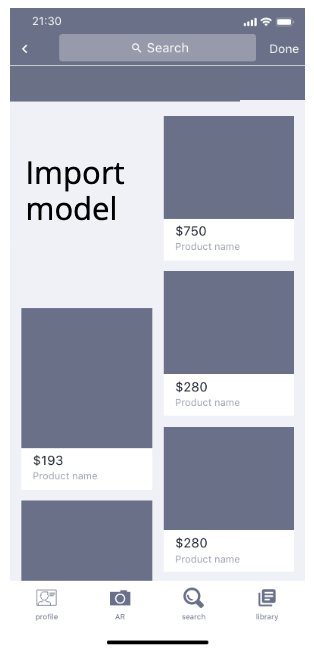 21:30
Search
Done
Import
model
$750
Product name
$280
Product name
$193
Product name
$280
Product name
profile
AR
search
library